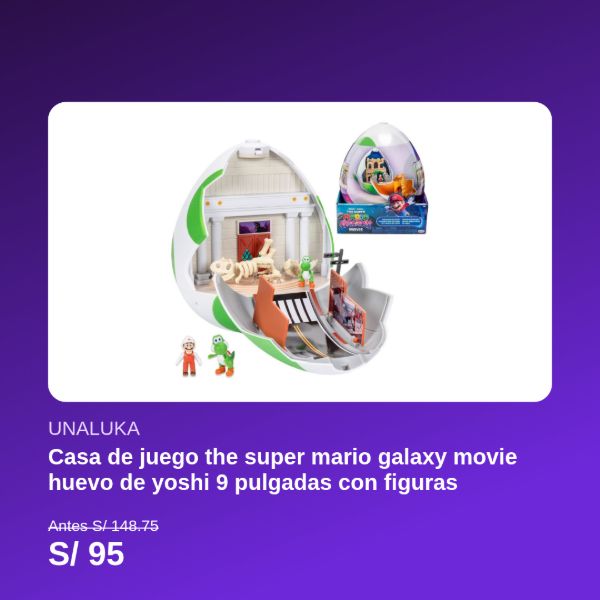 UNALUKA
Casa de juego the super mario galaxy movie
huevo de yoshi 9 pulgadas con figuras
Antes S/ 148.75
S/ 95